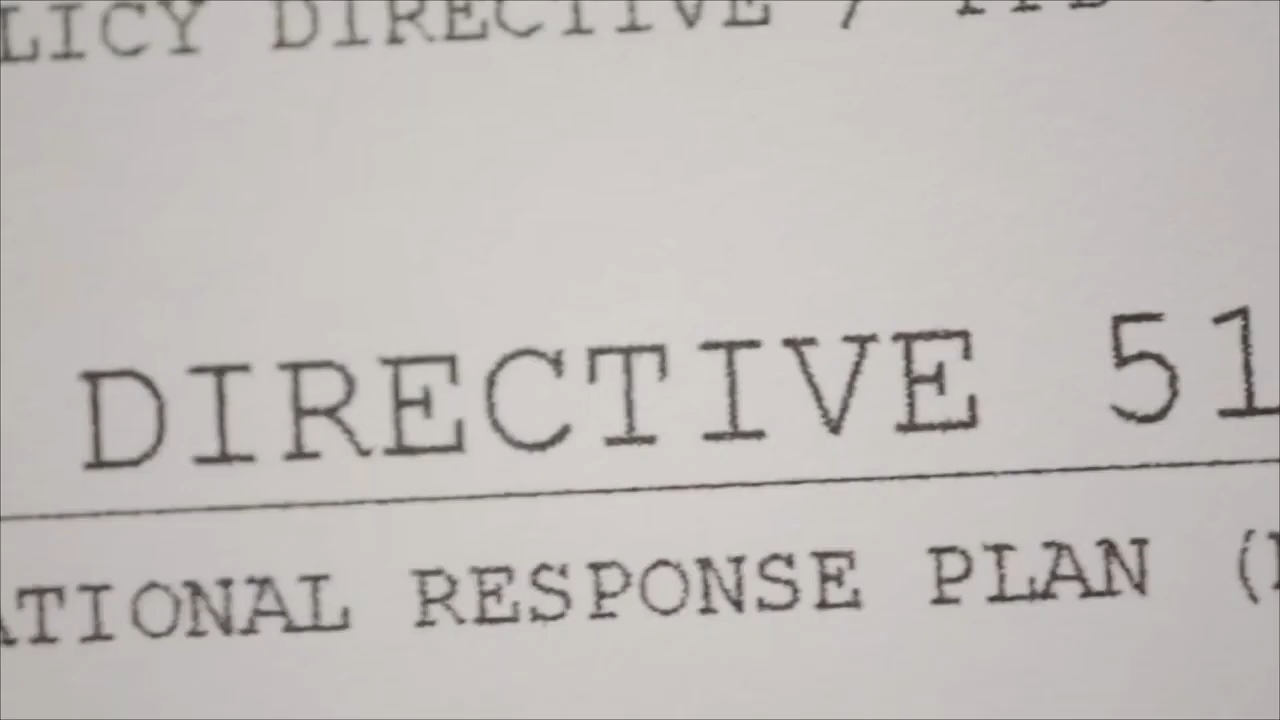 LICY DIRECTIVE /
DIRECTIVE 51
ATIONAL RESPONSE PLAN (